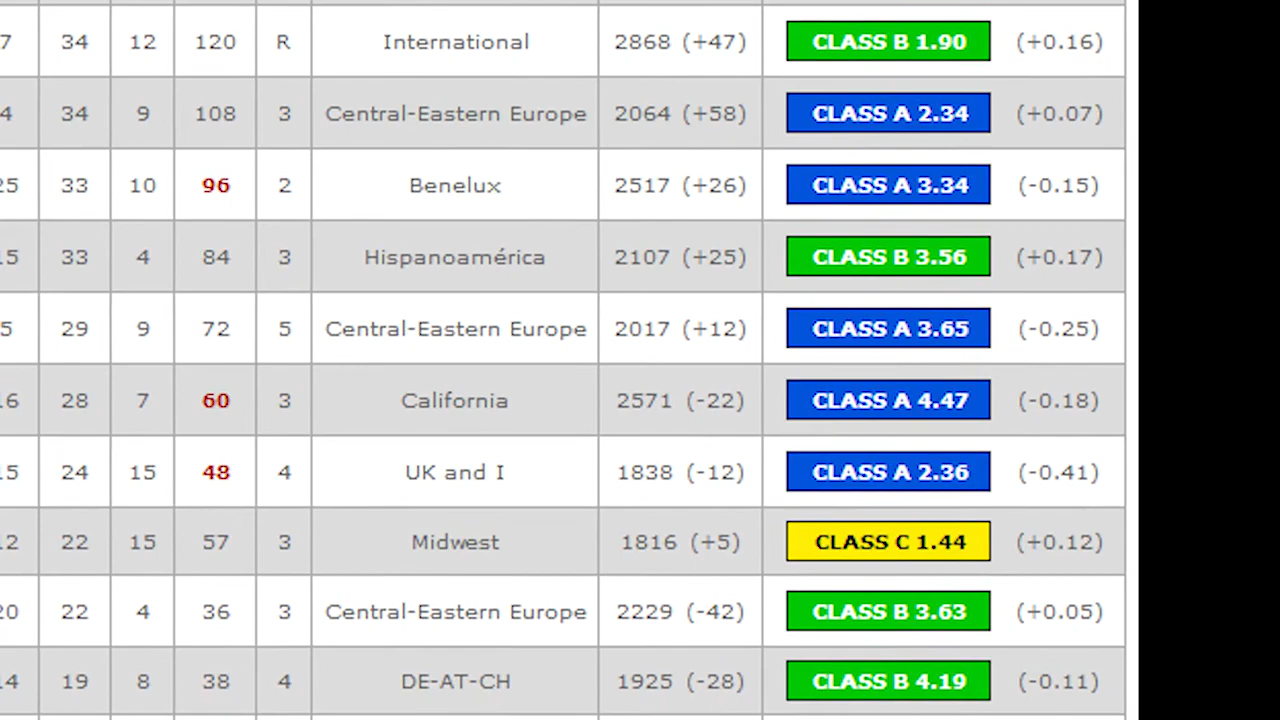 7 34 12 120 R International 2868 (+47) CLASS B 1.90 (+0.16)
4 34 9 108 3 Central-Eastern Europe 2064 (+58) CLASS A 2.34 (+0.07)
25 33 10 96 2 Benelux 2517 (+26) CLASS A 3.34 (-0.15)
15 33 4 84 3 Hispanoamérica 2107 (+25) CLASS B 3.56 (+0.17)
5 29 9 72 5 Central-Eastern Europe 2017 (+12) CLASS A 3.65 (-0.25)
16 28 7 60 3 California 2571 (-22) CLASS A 4.47 (-0.18)
15 24 15 48 4 UK and I 1838 (-12) CLASS A 2.36 (-0.41)
12 22 15 57 3 Midwest 1816 (+5) CLASS C 1.44 (+0.12)
20 22 4 36 3 Central-Eastern Europe 2229 (-42) CLASS B 3.63 (+0.05)
14 19 8 38 4 DE-AT-CH 1925 (-28) CLASS B 4.19 (-0.11)